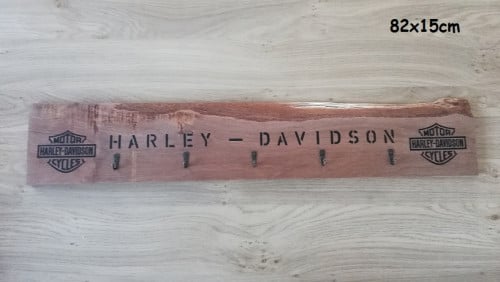 82x15cm
HARLEY - DAVIDSON
MOTOR
HARLEY-DAVIDSON
CYCLES
MOTOR
HARLEY-DAVIDSON
CYCLES